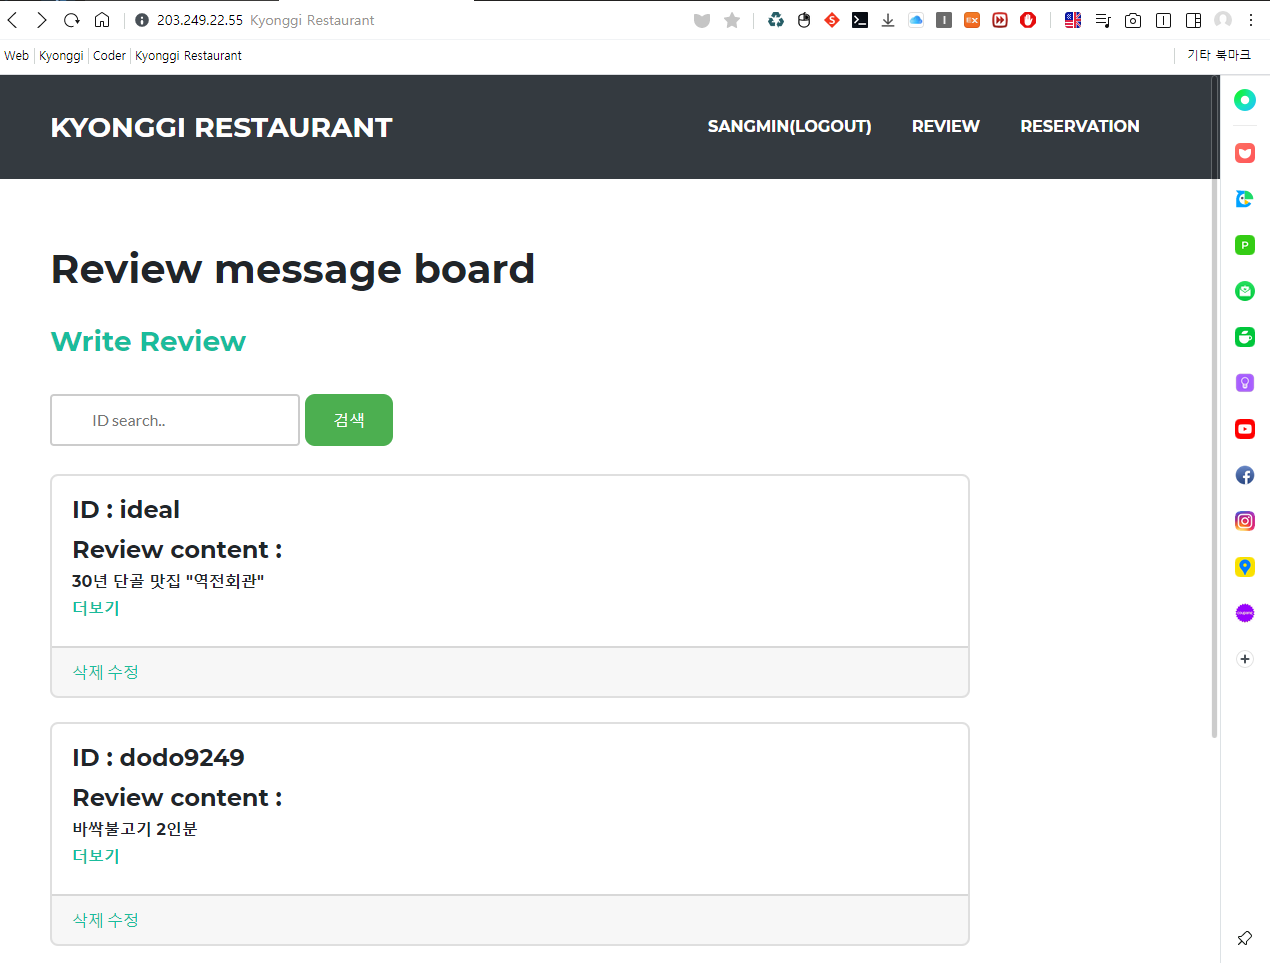 203.249.22.55 Kyonggi Restaurant
Web Kyonggi Coder Kyonggi Restaurant 기타 북마크
KYONGGI RESTAURANT SANGMIN(LOGOUT) REVIEW RESERVATION
Review message board
Write Review
ID search.. 검색
ID : ideal
Review content :
30년 단골 맛집 "역전회관"
더보기
삭제 수정
ID : dodo9249
Review content :
바싹불고기 2인분
더보기
삭제 수정